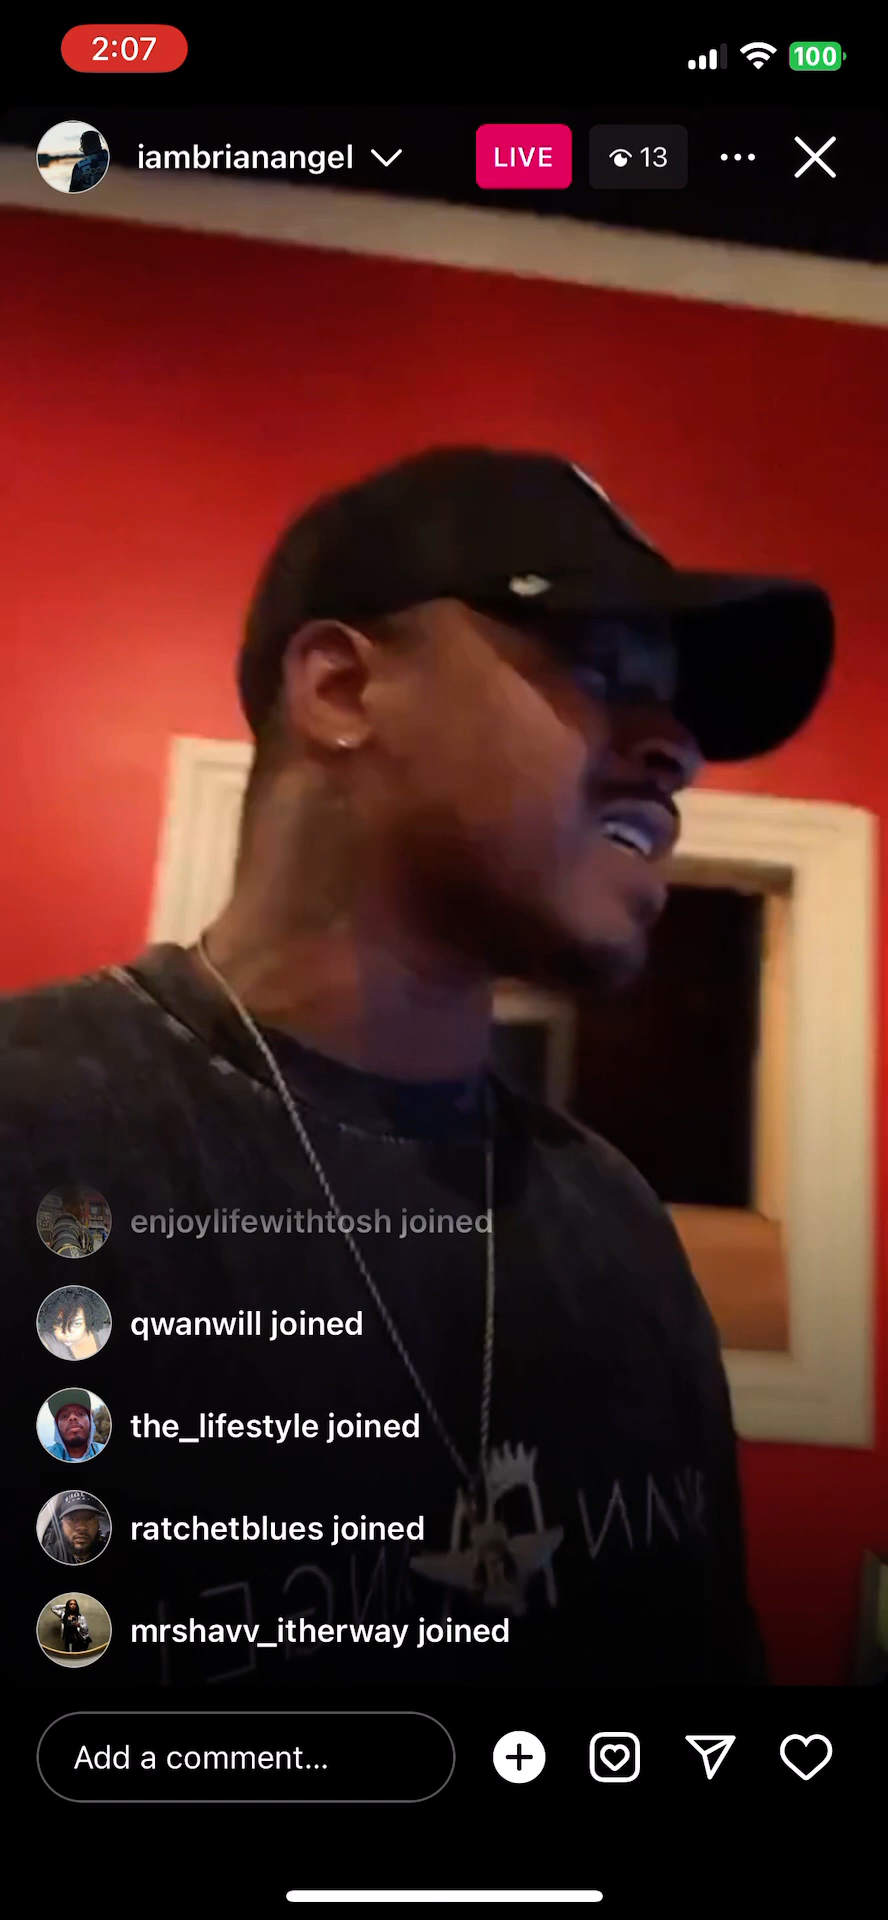 2:07
100
iambrianangel
LIVE
13
enjoylifewithtosh joined
qwanwill joined
the_lifestyle joined
ratchetblues joined
mrshavv_itherway joined
Add a comment...